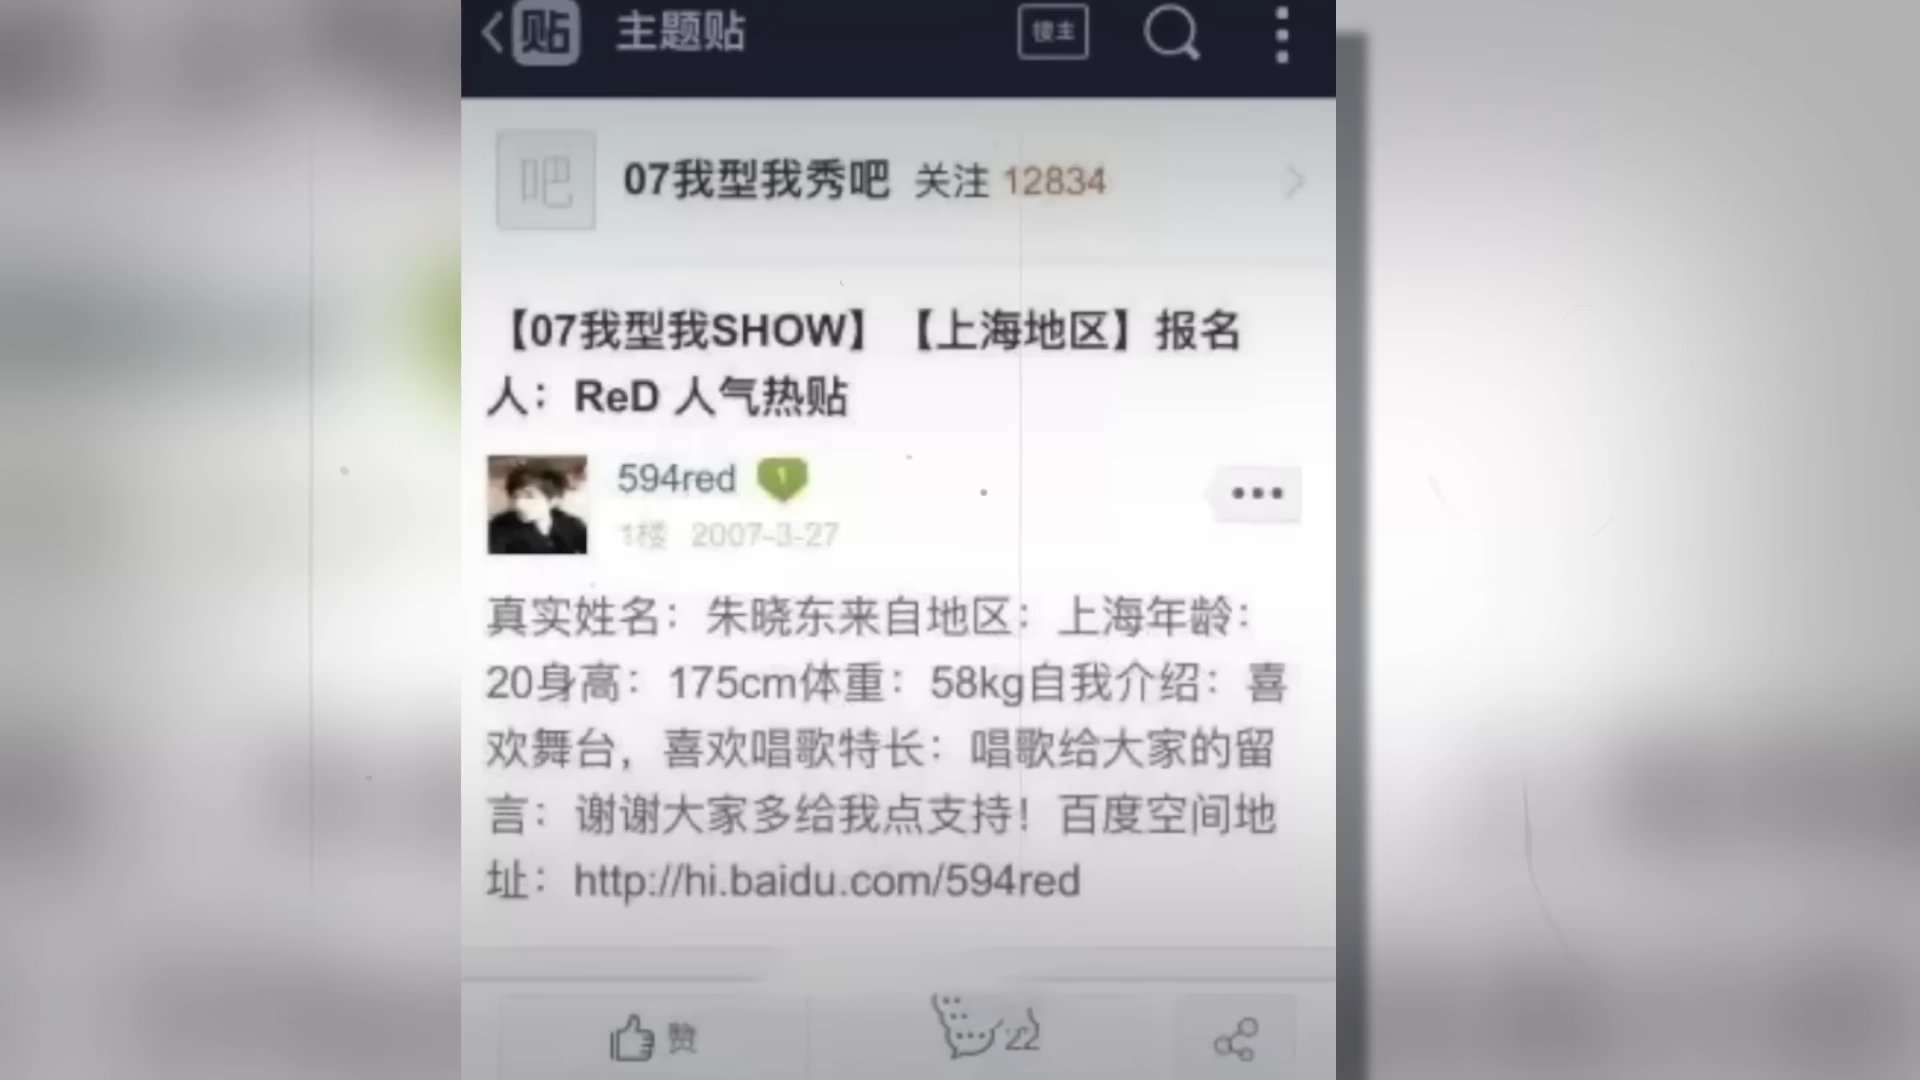 贴 主题贴 楼主
吧 07我型我秀吧 关注 12834
【07我型我SHOW】【上海地区】报名
人：ReD 人气热贴
594red 1
1楼 2007-3-27
真实姓名：朱晓东来自地区：上海年龄：
20身高：175cm体重：58kg自我介绍：喜
欢舞台，喜欢唱歌特长：唱歌给大家的留
言：谢谢大家多给我点支持！百度空间地
址：http://hi.baidu.com/594red
赞 22